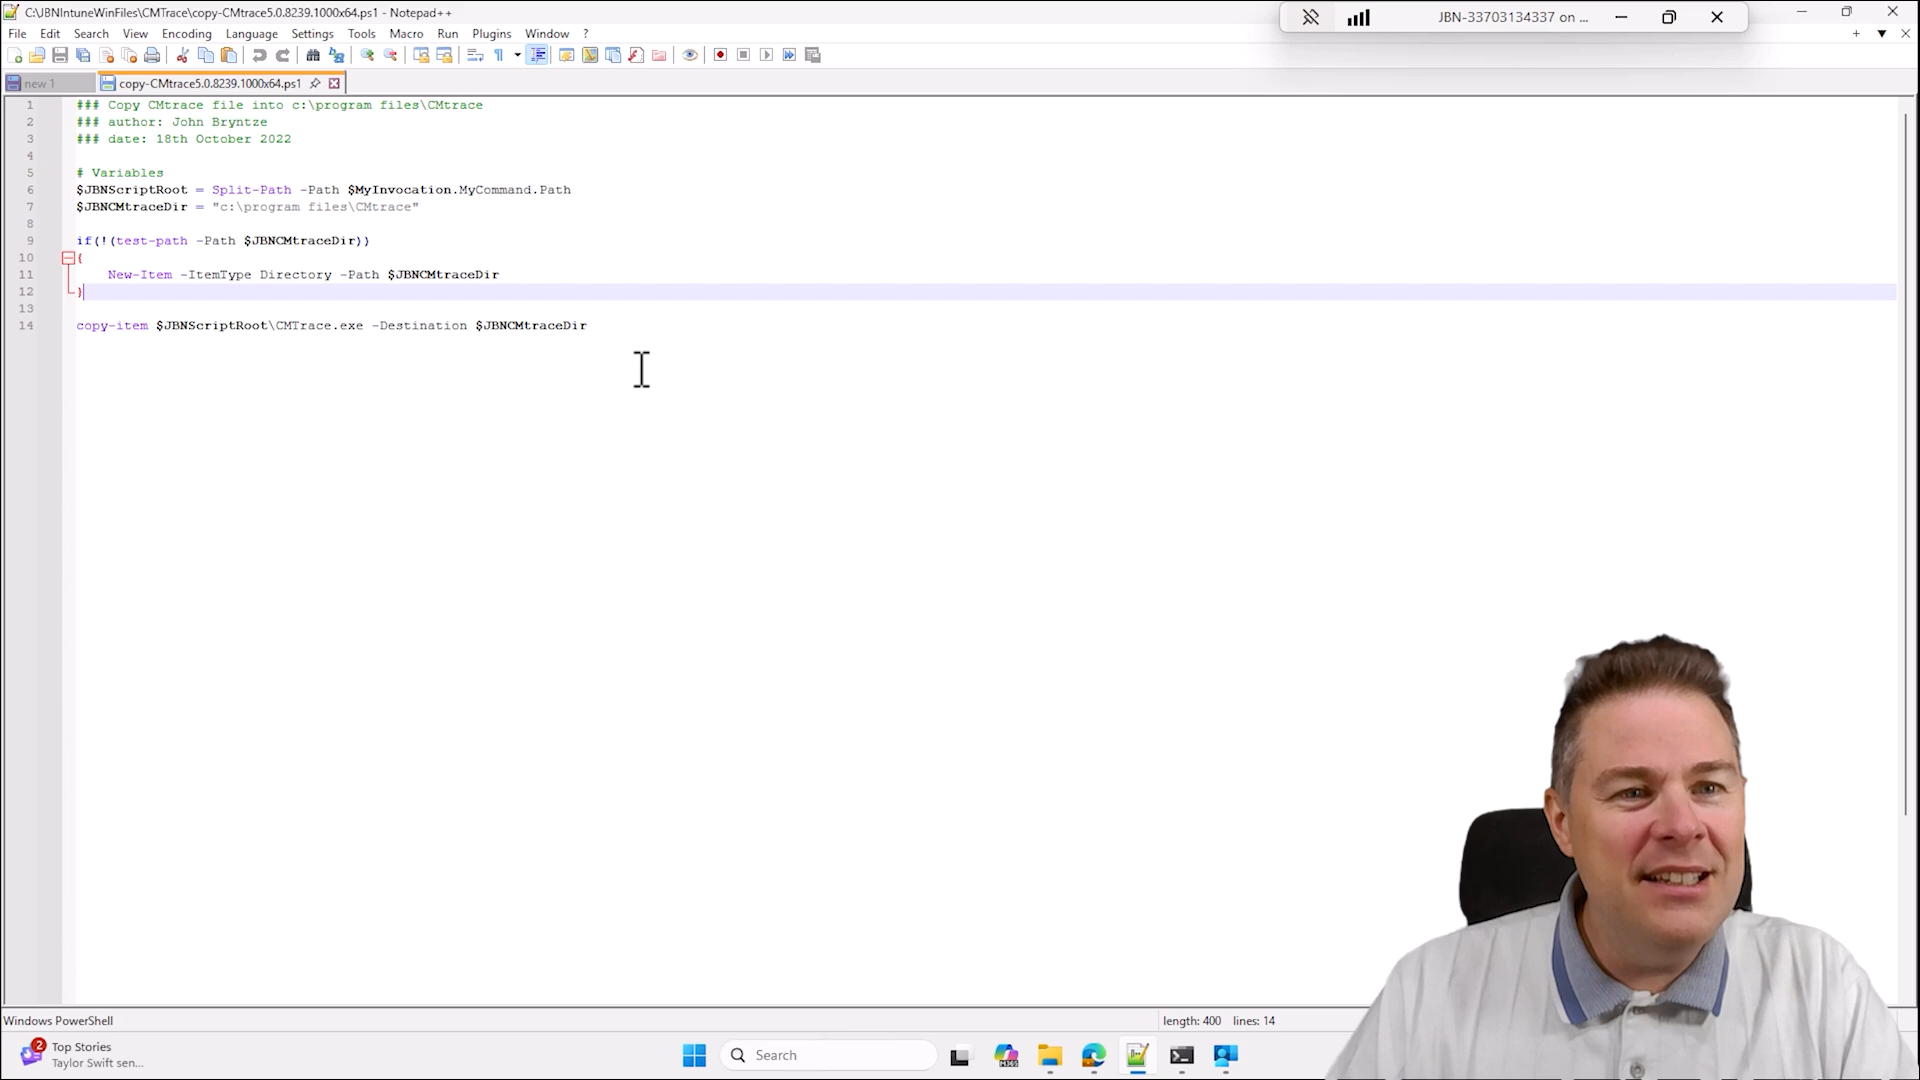 C:\JBNIntuneWinFiles\CMTrace\copy-CMtrace5.0.8239.1000x64.ps1 - Notepad++
JBN-33703134337 on ...
File Edit Search View Encoding Language Settings Tools Macro Run Plugins Window ?
new 1
copy-CMtrace5.0.8239.1000x64.ps1
1 ### Copy CMtrace file into c:\program files\CMtrace
2 ### author: John Bryntze
3 ### date: 18th October 2022
4
5 # Variables
6 $JBNScriptRoot = Split-Path -Path $MyInvocation.MyCommand.Path
7 $JBNCMtraceDir = "c:\program files\CMtrace"
8
9 if(!(test-path -Path $JBNCMtraceDir))
10 {
11 New-Item -ItemType Directory -Path $JBNCMtraceDir
12 }
13
14 copy-item $JBNScriptRoot\CMTrace.exe -Destination $JBNCMtraceDir
Windows PowerShell
length: 400 lines: 14
2
Top Stories
Taylor Swift sen...
Search
M365